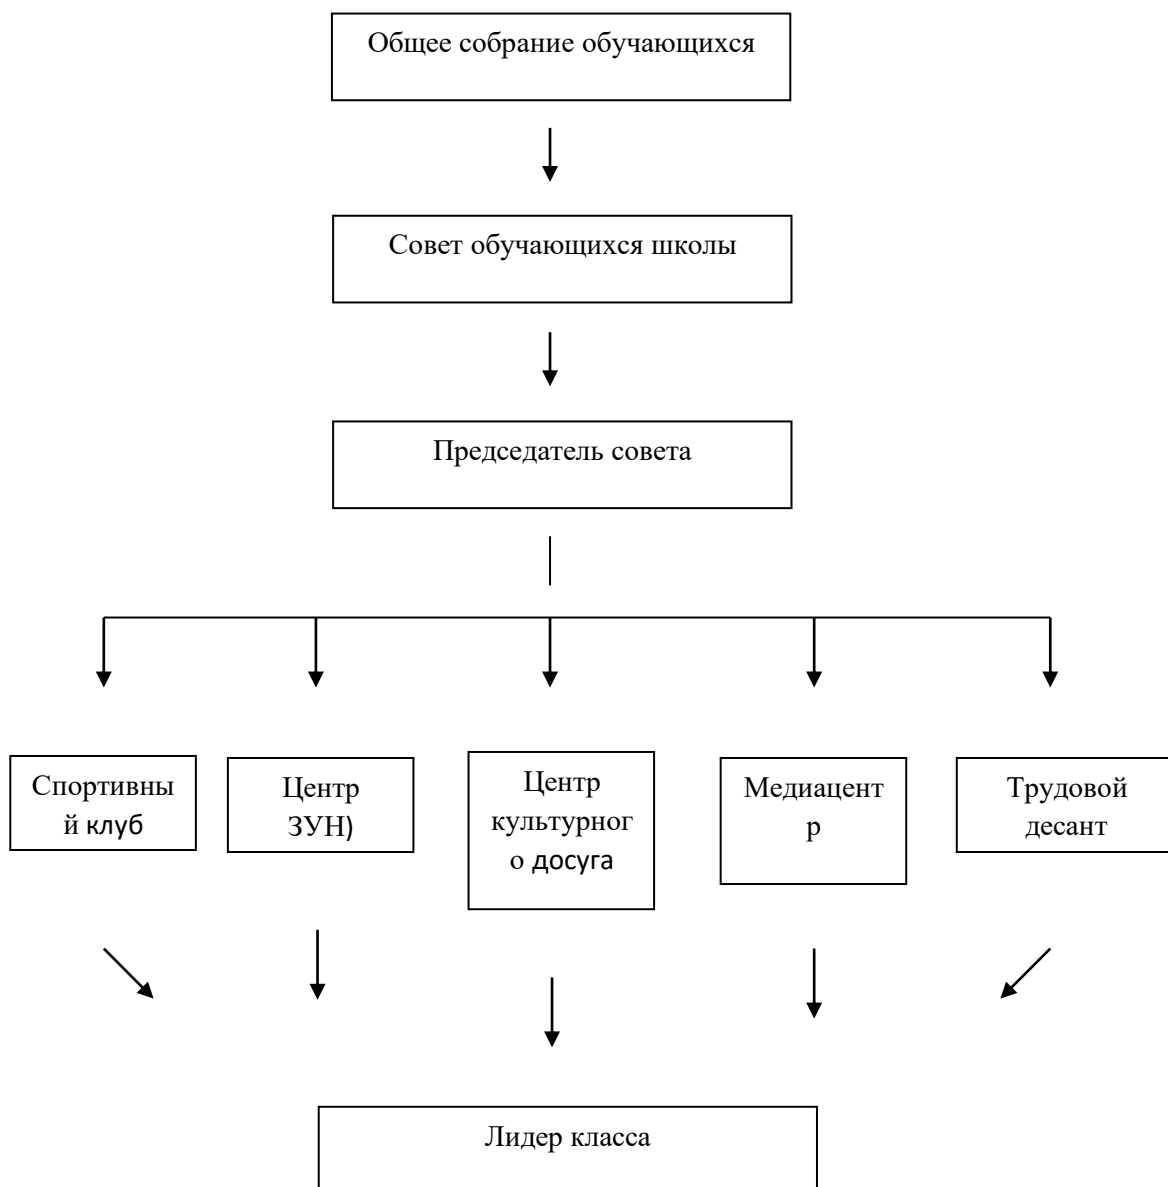 Общее собрание обучающихся
Совет обучающихся школы
Председатель совета
Спортивны
й клуб
Центр
ЗУН)
Центр
культурног
о досуга
Медиацент
р
Трудовой
десант
Лидер класса